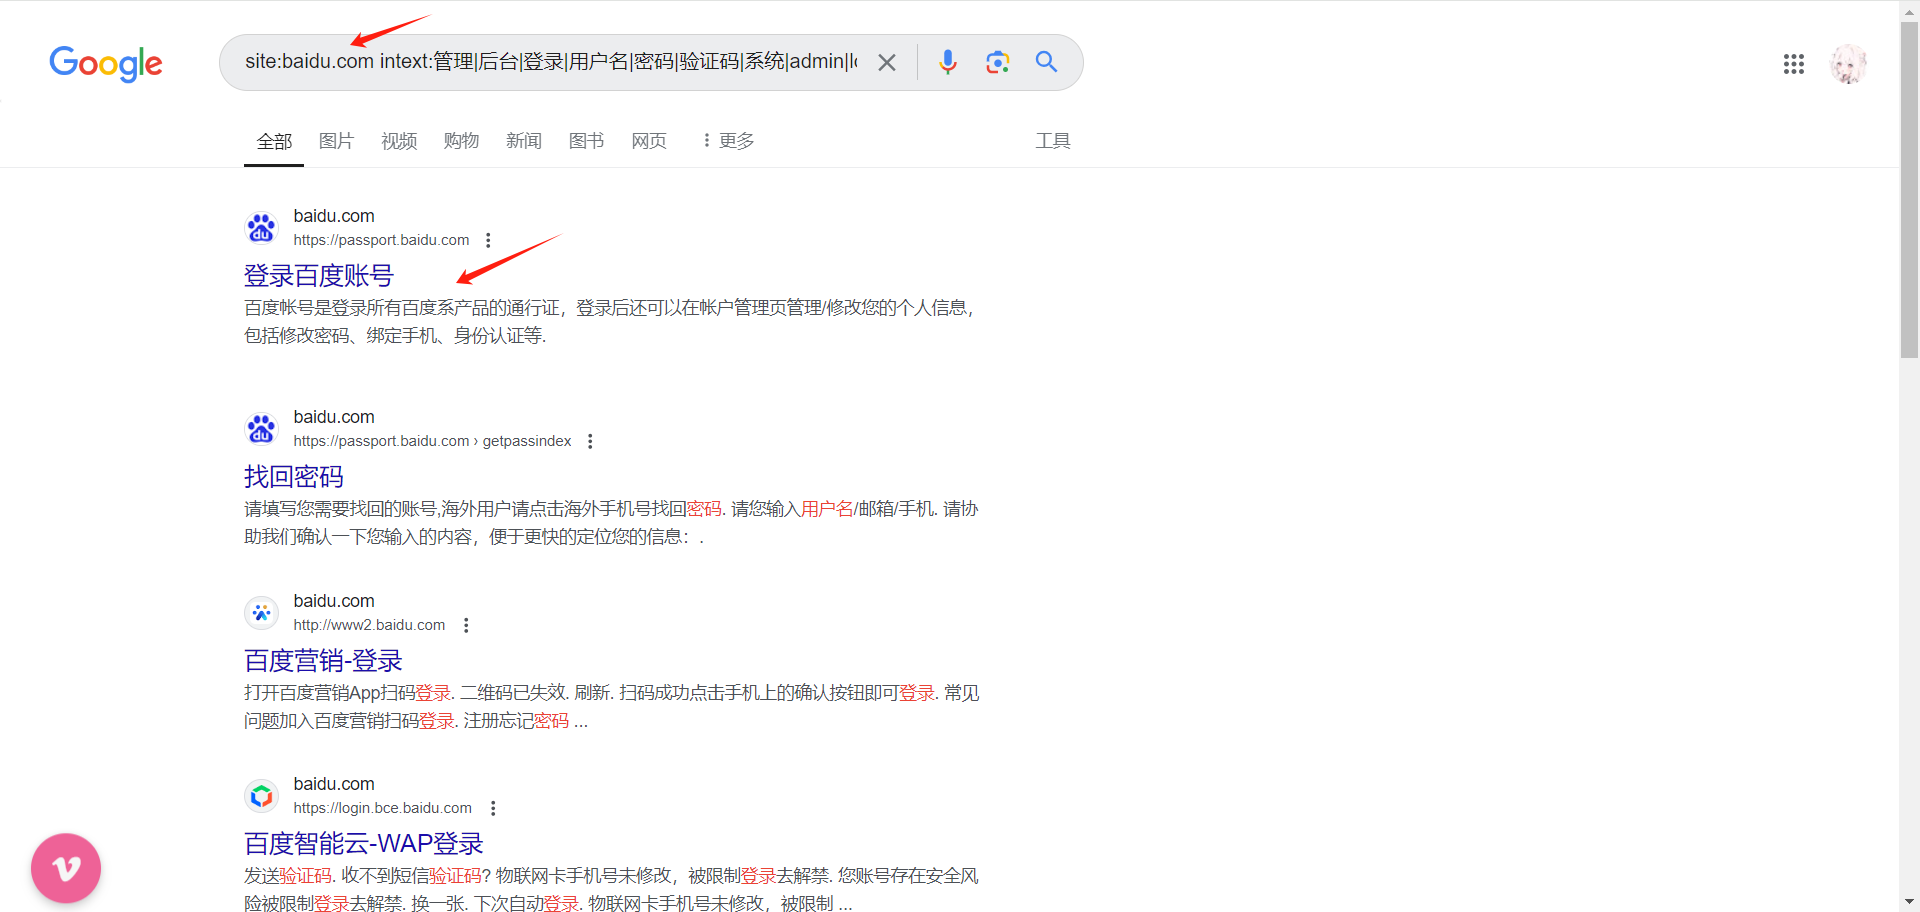 Google
site:baidu.com intext:管理|后台|登录|用户名|密码|验证码|系统|admin|l
全部 图片 视频 购物 新闻 图书 网页 更多 工具
baidu.com
https://passport.baidu.com
登录百度账号
百度帐号是登录所有百度系产品的通行证，登录后还可以在帐户管理页管理/修改您的个人信息，
包括修改密码、绑定手机、身份认证等.
baidu.com
https://passport.baidu.com › getpassindex
找回密码
请填写您需要找回的账号,海外用户请点击海外手机号找回密码. 请您输入用户名/邮箱/手机. 请协
助我们确认一下您输入的内容，便于更快的定位您的信息：.
baidu.com
http://www2.baidu.com
百度营销-登录
打开百度营销App扫码登录. 二维码已失效. 刷新. 扫码成功点击手机上的确认按钮即可登录. 常见
问题加入百度营销扫码登录. 注册忘记密码 ...
baidu.com
https://login.bce.baidu.com
百度智能云-WAP登录
发送验证码. 收不到短信验证码? 物联网卡手机号未修改，被限制登录去解禁. 您账号存在安全风
险被限制登录去解禁. 换一张. 下次自动登录. 物联网卡手机号未修改，被限制 ...